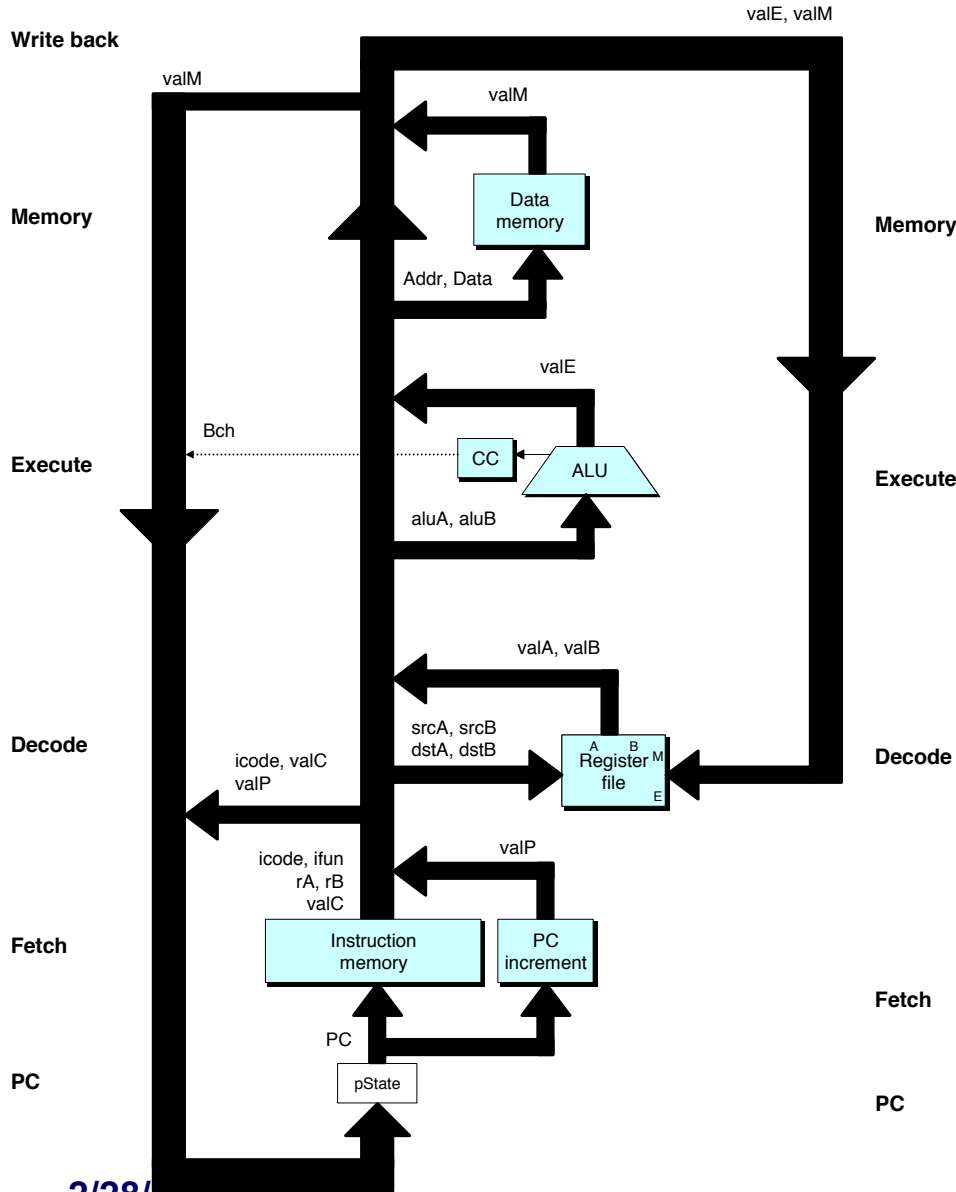 valE, valM
Write back
valM
valM
Data
memory
Memory
Memory
Addr, Data
valE
Bch
CC
ALU
Execute
Execute
aluA, aluB
valA, valB
srcA, srcB
dstA, dstB
A B
M
Register
file
E
Decode
Decode
icode, valC
valP
valP
icode, ifun
rA, rB
valC
Instruction
memory
PC
increment
Fetch
Fetch
PC
pState
PC
PC